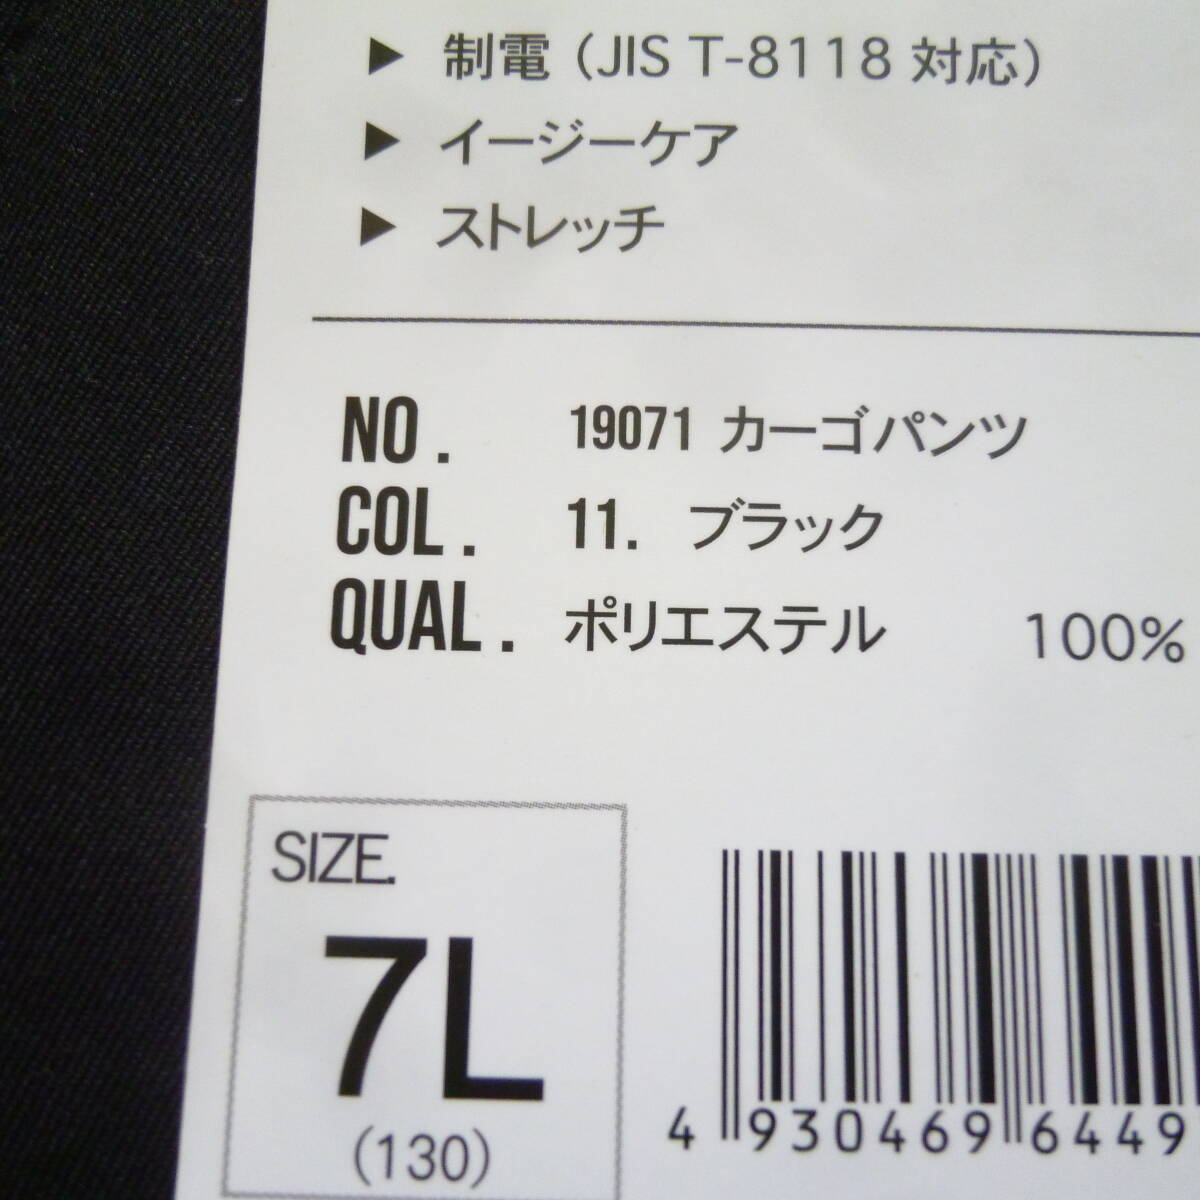 ▶ 制電（JIS T-8118 対応）
▶ イージーケア
▶ ストレッチ
NO. 19071 カーゴパンツ
COL. 11. ブラック
QUAL. ポリエステル 100%
SIZE.
7L
(130)
4 930469 6449